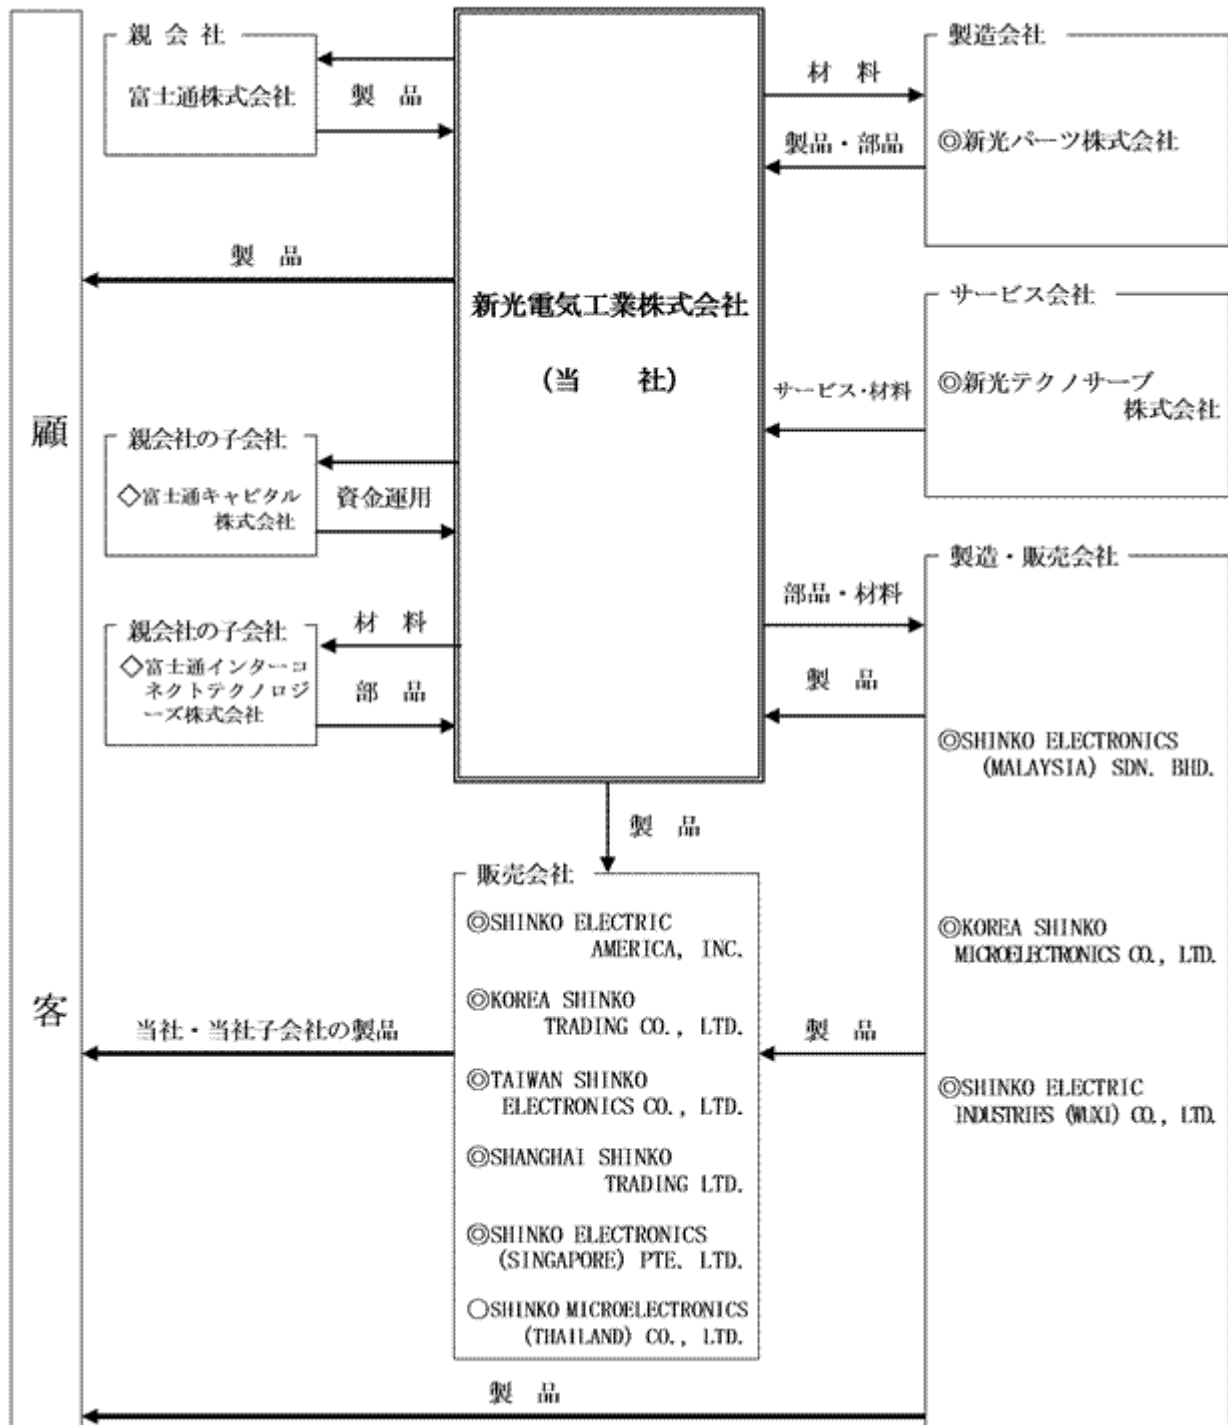 顧
客
親 会 社
富士通株式会社
製 品
製 品
親会社の子会社
◇富士通キャピタル
株式会社
資金運用
親会社の子会社
◇富士通インターコ
ネクトテクノロジ
ーズ株式会社
材 料
部 品
新光電気工業株式会社
(当 社)
材 料
製品・部品
製造会社
◎新光パーツ株式会社
サービス・材料
サービス会社
◎新光テクノサーブ
株式会社
部品・材料
製 品
製造・販売会社
◎SHINKO ELECTRONICS
(MALAYSIA) SDN. BHD.
◎KOREA SHINKO
MICROELECTRONICS CO., LTD.
◎SHINKO ELECTRIC
INDUSTRIES (WUXI) CO., LTD.
製 品
販売会社
◎SHINKO ELECTRIC
AMERICA, INC.
◎KOREA SHINKO
TRADING CO., LTD.
◎TAIWAN SHINKO
ELECTRONICS CO., LTD.
◎SHANGHAI SHINKO
TRADING LTD.
◎SHINKO ELECTRONICS
(SINGAPORE) PTE. LTD.
○SHINKO MICROELECTRONICS
(THAILAND) CO., LTD.
当社・当社子会社の製品
製 品
製 品